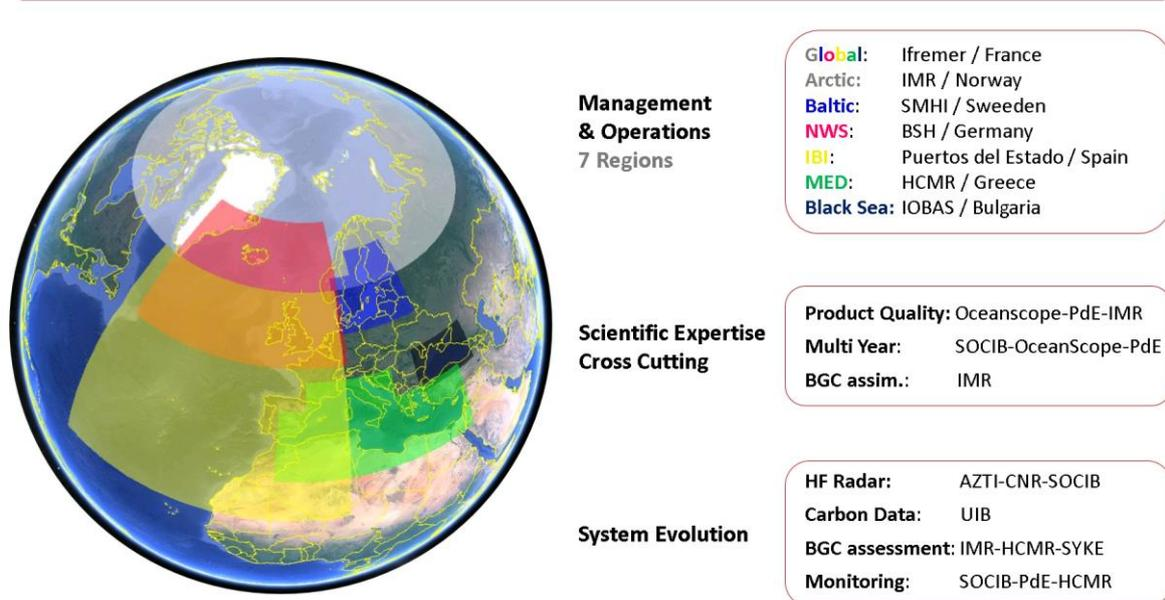 Management
& Operations
7 Regions
Global: Ifremer / France
Arctic: IMR / Norway
Baltic: SMHI / Sweeden
NWS: BSH / Germany
IBI: Puertos del Estado / Spain
MED: HCMR / Greece
Black Sea: IOBAS / Bulgaria
Scientific Expertise
Cross Cutting
Product Quality: Oceanscope-PdE-IMR
Multi Year: SOCIB-OceanScope-PdE
BGC assim.: IMR
System Evolution
HF Radar: AZTI-CNR-SOCIB
Carbon Data: UIB
BGC assessment: IMR-HCMR-SYKE
Monitoring: SOCIB-PdE-HCMR